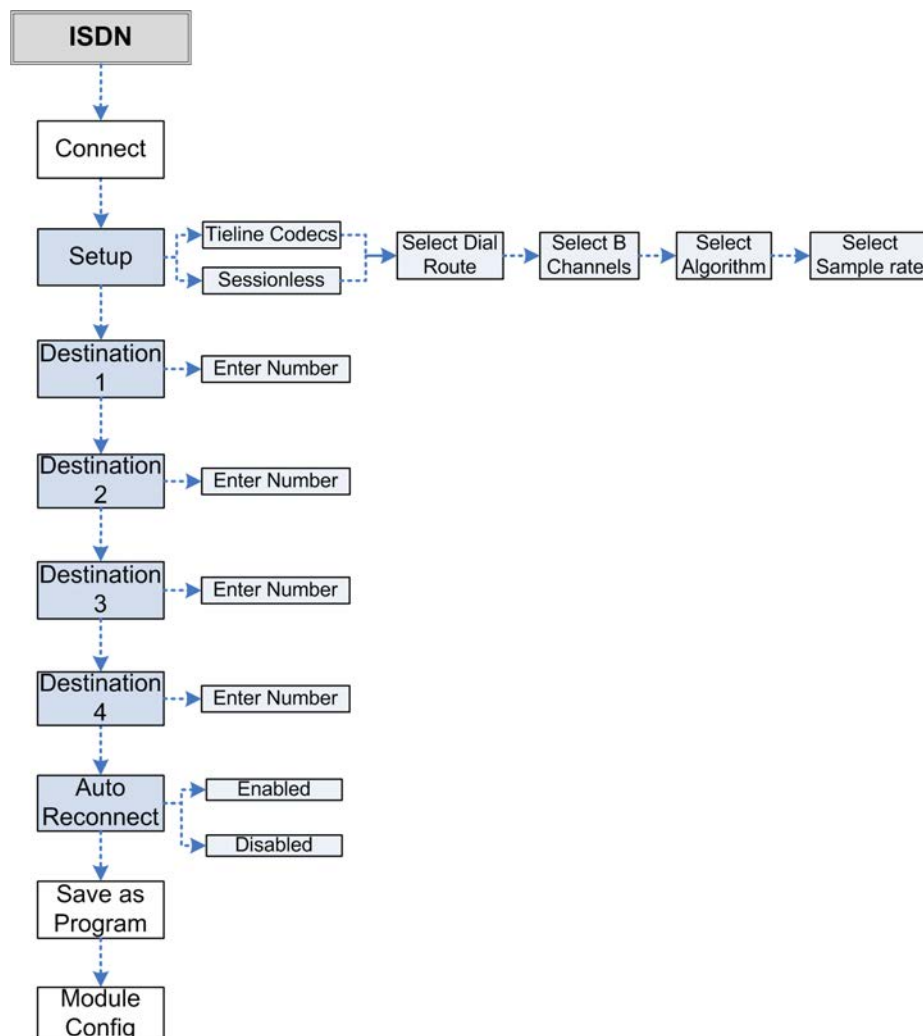 ISDN
Connect
Setup
Tieline Codecs
Sessionless
Select Dial
Route
Select B
Channels
Select
Algorithm
Select
Sample rate
Destination
1
Enter Number
Destination
2
Enter Number
Destination
3
Enter Number
Destination
4
Enter Number
Auto
Reconnect
Enabled
Disabled
Save as
Program
Module
Config